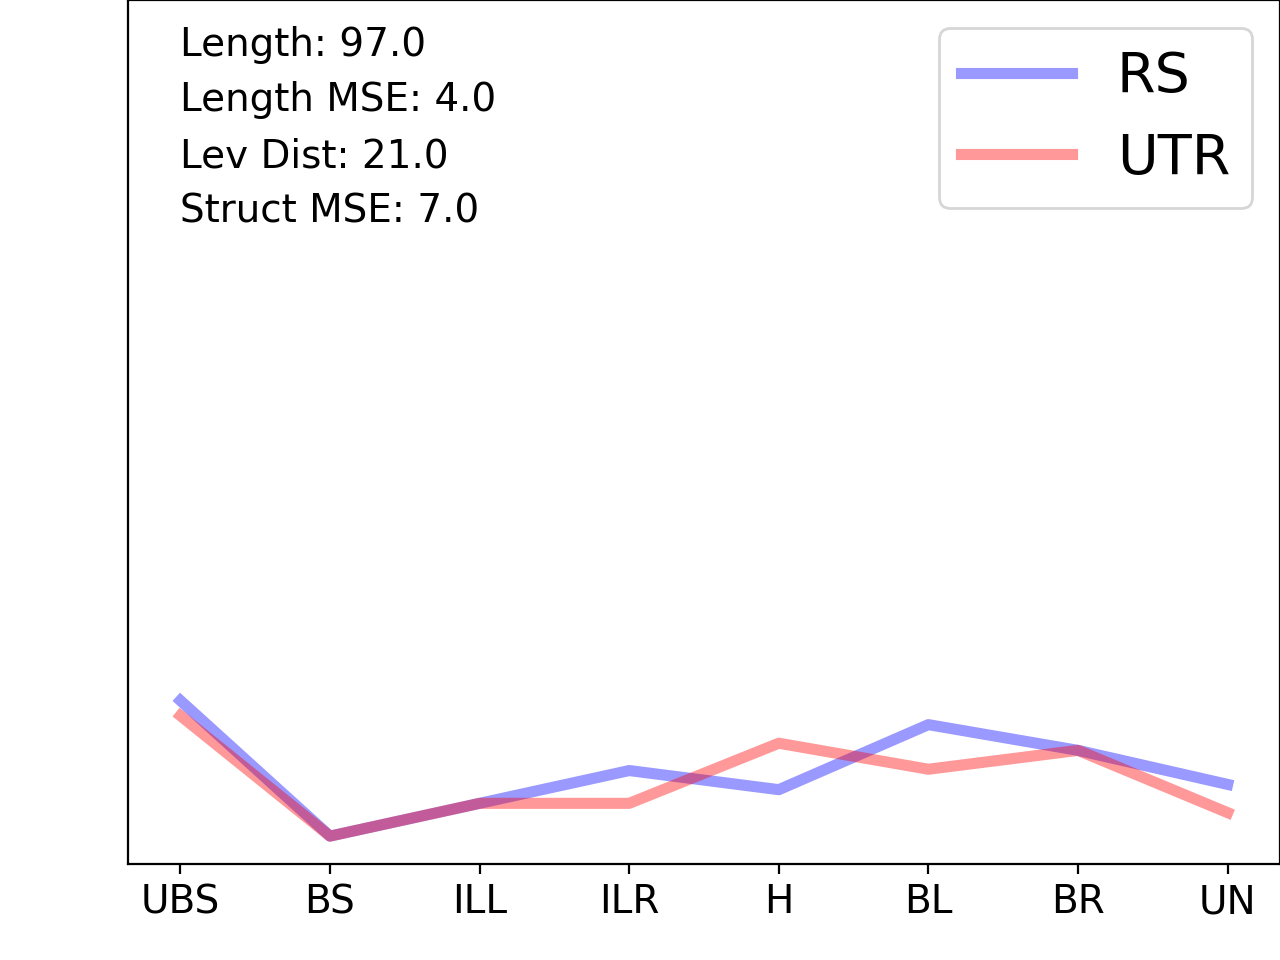 Length: 97.0
Length MSE: 4.0
Lev Dist: 21.0
Struct MSE: 7.0
RS
UTR
UBS BS ILL ILR H BL BR UN